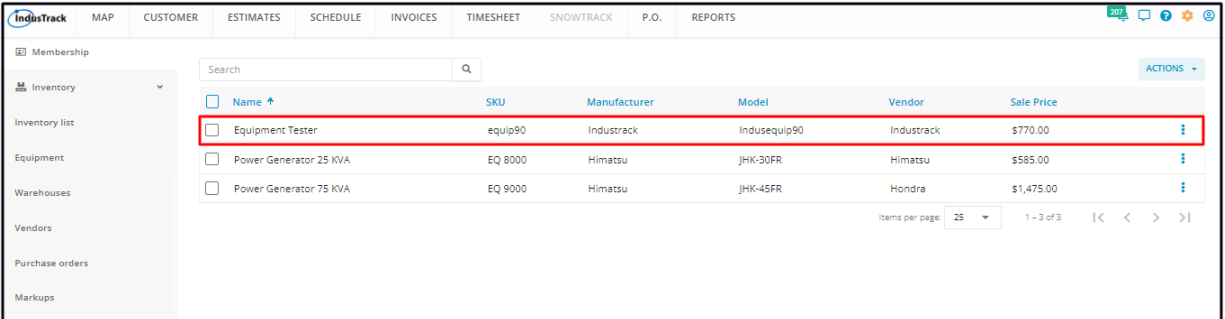 IndusTrack MAP CUSTOMER ESTIMATES SCHEDULE INVOICES TIMESHEET SNOWTRACK P.O. REPORTS 207
Membership
Search ACTIONS
Inventory
Name SKU Manufacturer Model Vendor Sale Price
Inventory list
Equipment Tester equip90 Industrack Indusequip90 Industrack $770.00
Equipment
Power Generator 25 KVA EQ 8000 Himatsu JHK-30FR Himatsu $585.00
Warehouses
Power Generator 75 KVA EQ 9000 Himatsu JHK-45FR Hondra $1,475.00
Items per page: 25 1 – 3 of 3
Vendors
Purchase orders
Markups